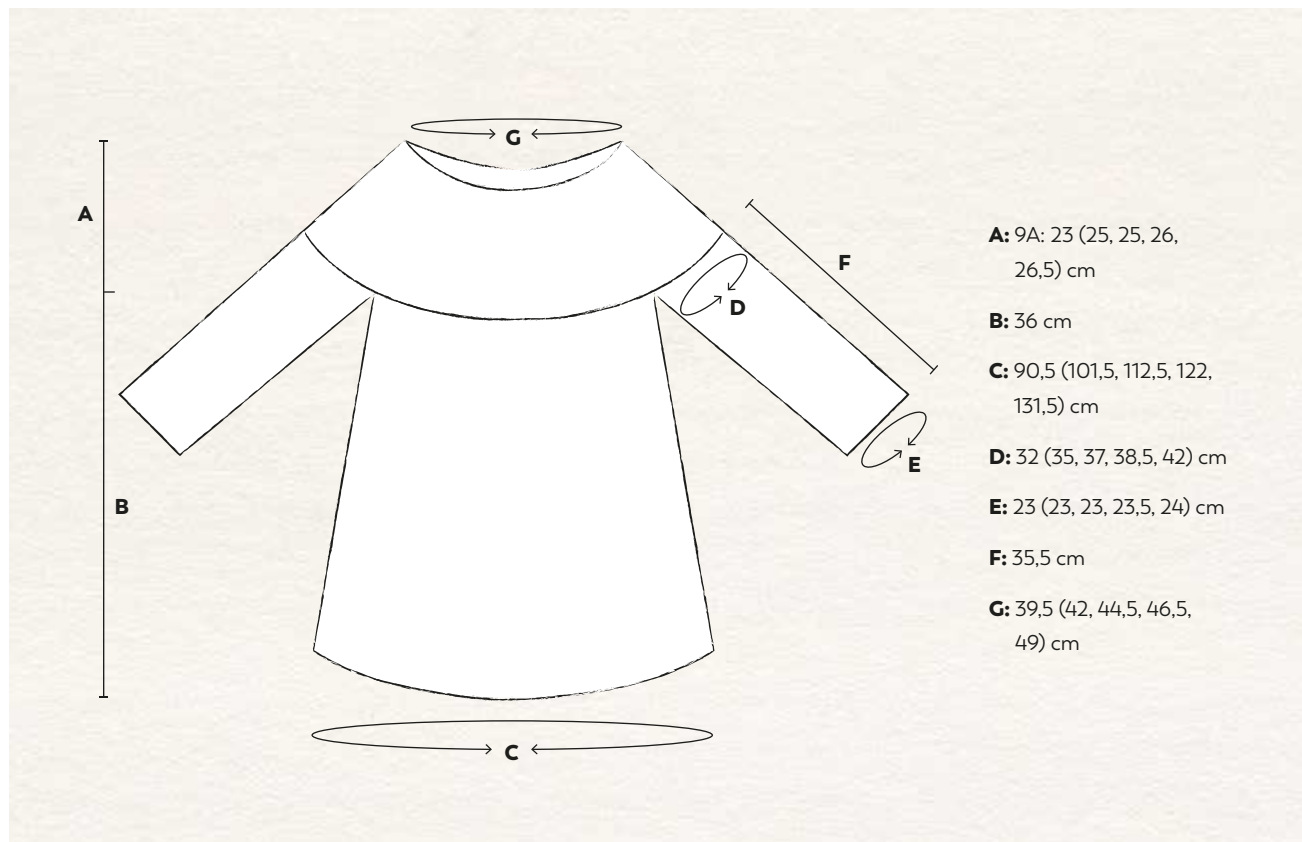 G
A
F
D
E
B
C
A: 9A: 23 (25, 25, 26,
26,5) cm
B: 36 cm
C: 90,5 (101,5, 112,5, 122,
131,5) cm
D: 32 (35, 37, 38,5, 42) cm
E: 23 (23, 23, 23,5, 24) cm
F: 35,5 cm
G: 39,5 (42, 44,5, 46,5,
49) cm